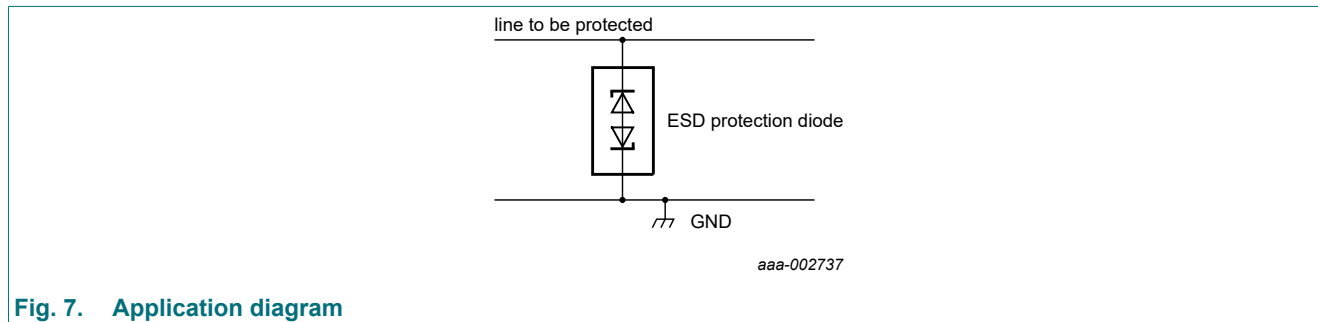 line to be protected
ESD protection diode
GND
aaa-002737
Fig. 7. Application diagram